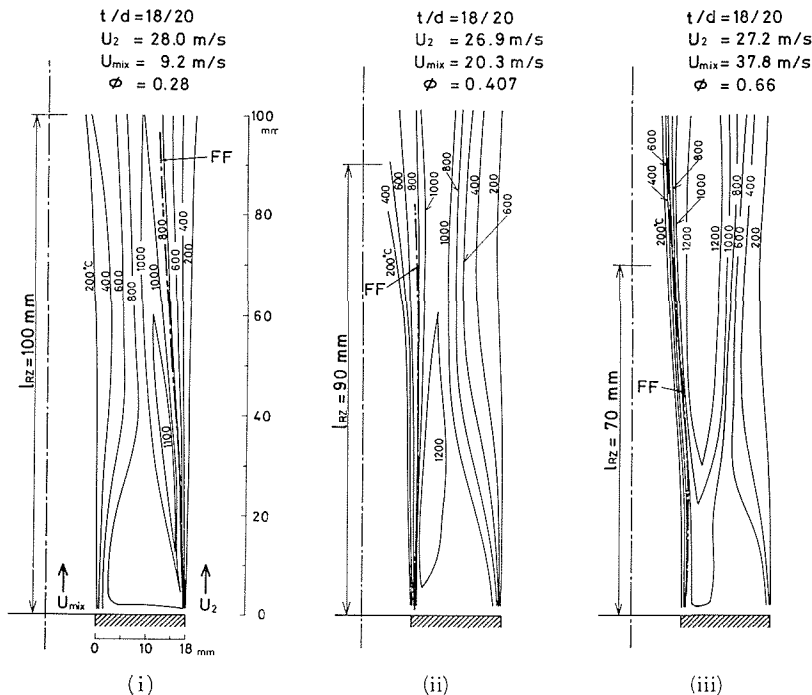 t/d=18/20
U2 = 28.0 m/s
Umix = 9.2 m/s
Φ = 0.28
t/d=18/20
U2 = 26.9 m/s
Umix = 20.3 m/s
Φ = 0.407
t/d=18/20
U2 = 27.2 m/s
Umix = 37.8 m/s
Φ = 0.66
100
mm
80
60
40
20
0
FF
lRZ=100 mm
200℃
400
600
800
1000
1000
800
600
400
200
1100
Umix
U2
0
10
18
mm
(i)
lRZ=90 mm
400
600
800
1000
200℃
FF
1200
1000
800
400
200
600
(ii)
lRZ=70 mm
600
400
800
1000
200℃
1200
1200
1000
800
600
400
200
FF
(iii)